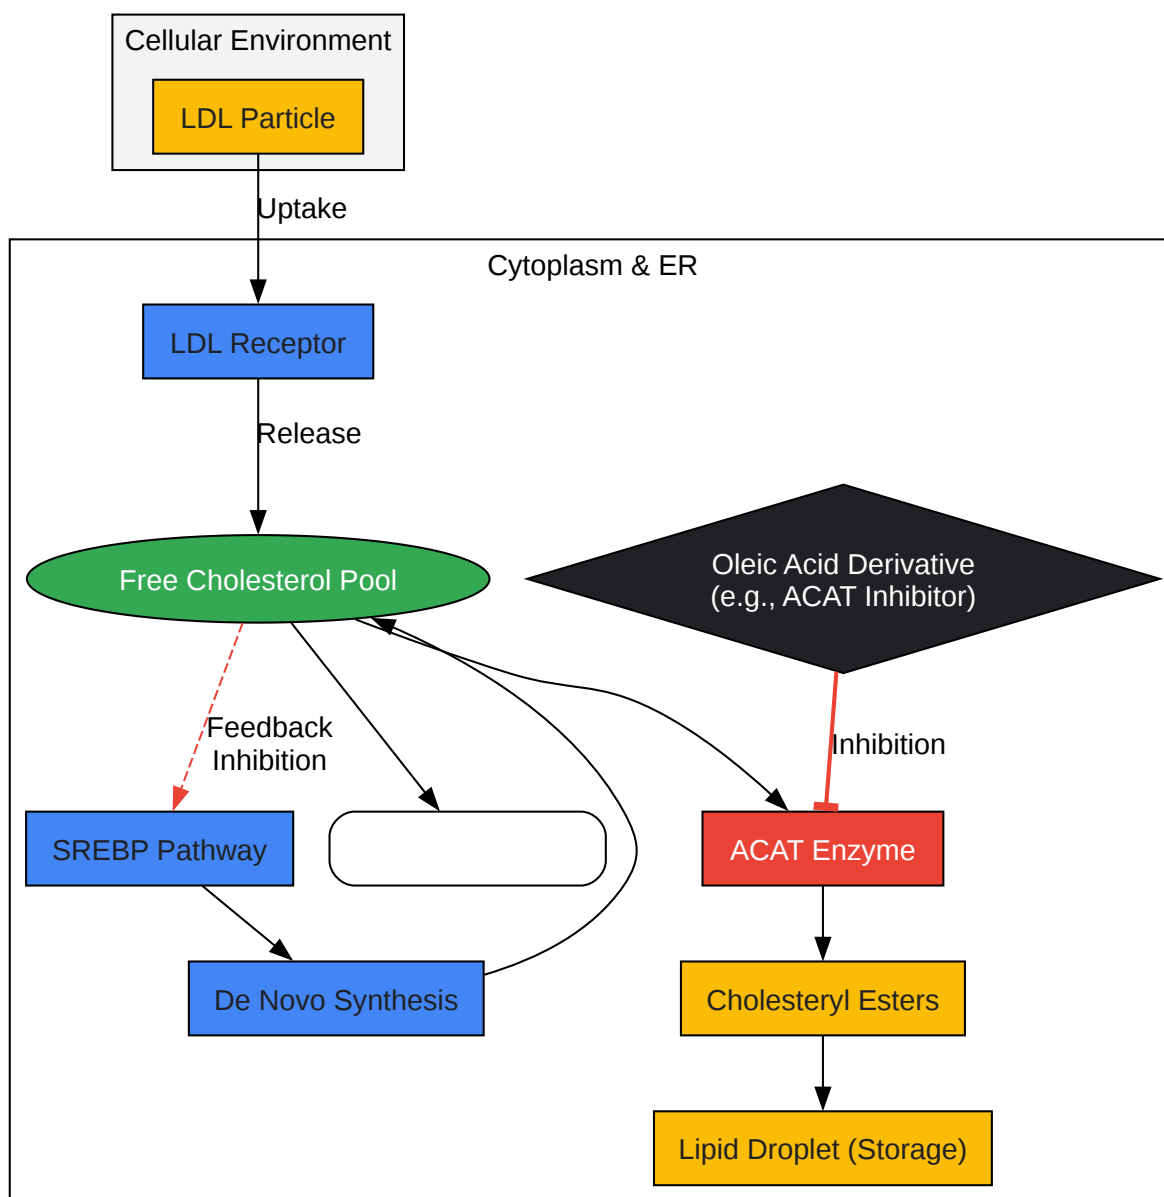 Cellular Environment
LDL Particle
Uptake
Cytoplasm & ER
LDL Receptor
Release
Free Cholesterol Pool
Oleic Acid Derivative
(e.g., ACAT Inhibitor)
Feedback
Inhibition
Inhibition
SREBP Pathway
ACAT Enzyme
De Novo Synthesis
Cholesteryl Esters
Lipid Droplet (Storage)